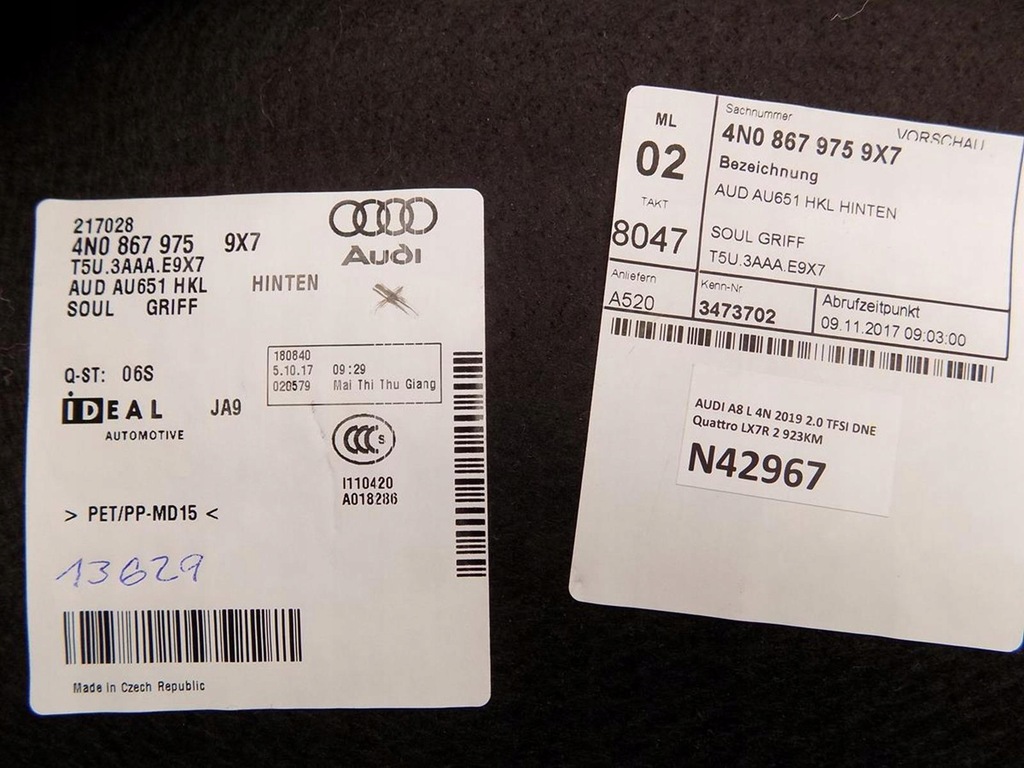 217028
4N0 867 975 9X7
T5U.3AAA.E9X7
AUD AU651 HKL HINTEN
SOUL GRIFF
Audi
Q-ST: 06S
iDEAL JA9
AUTOMOTIVE
180840
5.10.17 09:29
020579 Mai Thi Thu Giang
CCC S
I110420
A018286
> PET/PP-MD15 <
13629
Made in Czech Republic
ML
02
TAKT
8047
Anliefern
A520
Sachnummer
VORSCHAU
4N0 867 975 9X7
Bezeichnung
AUD AU651 HKL HINTEN
SOUL GRIFF
T5U.3AAA.E9X7
Kenn-Nr
3473702
Abrufzeitpunkt
09.11.2017 09:03:00
AUDI A8 L 4N 2019 2.0 TFSI DNE
Quattro LX7R 2 923KM
N42967